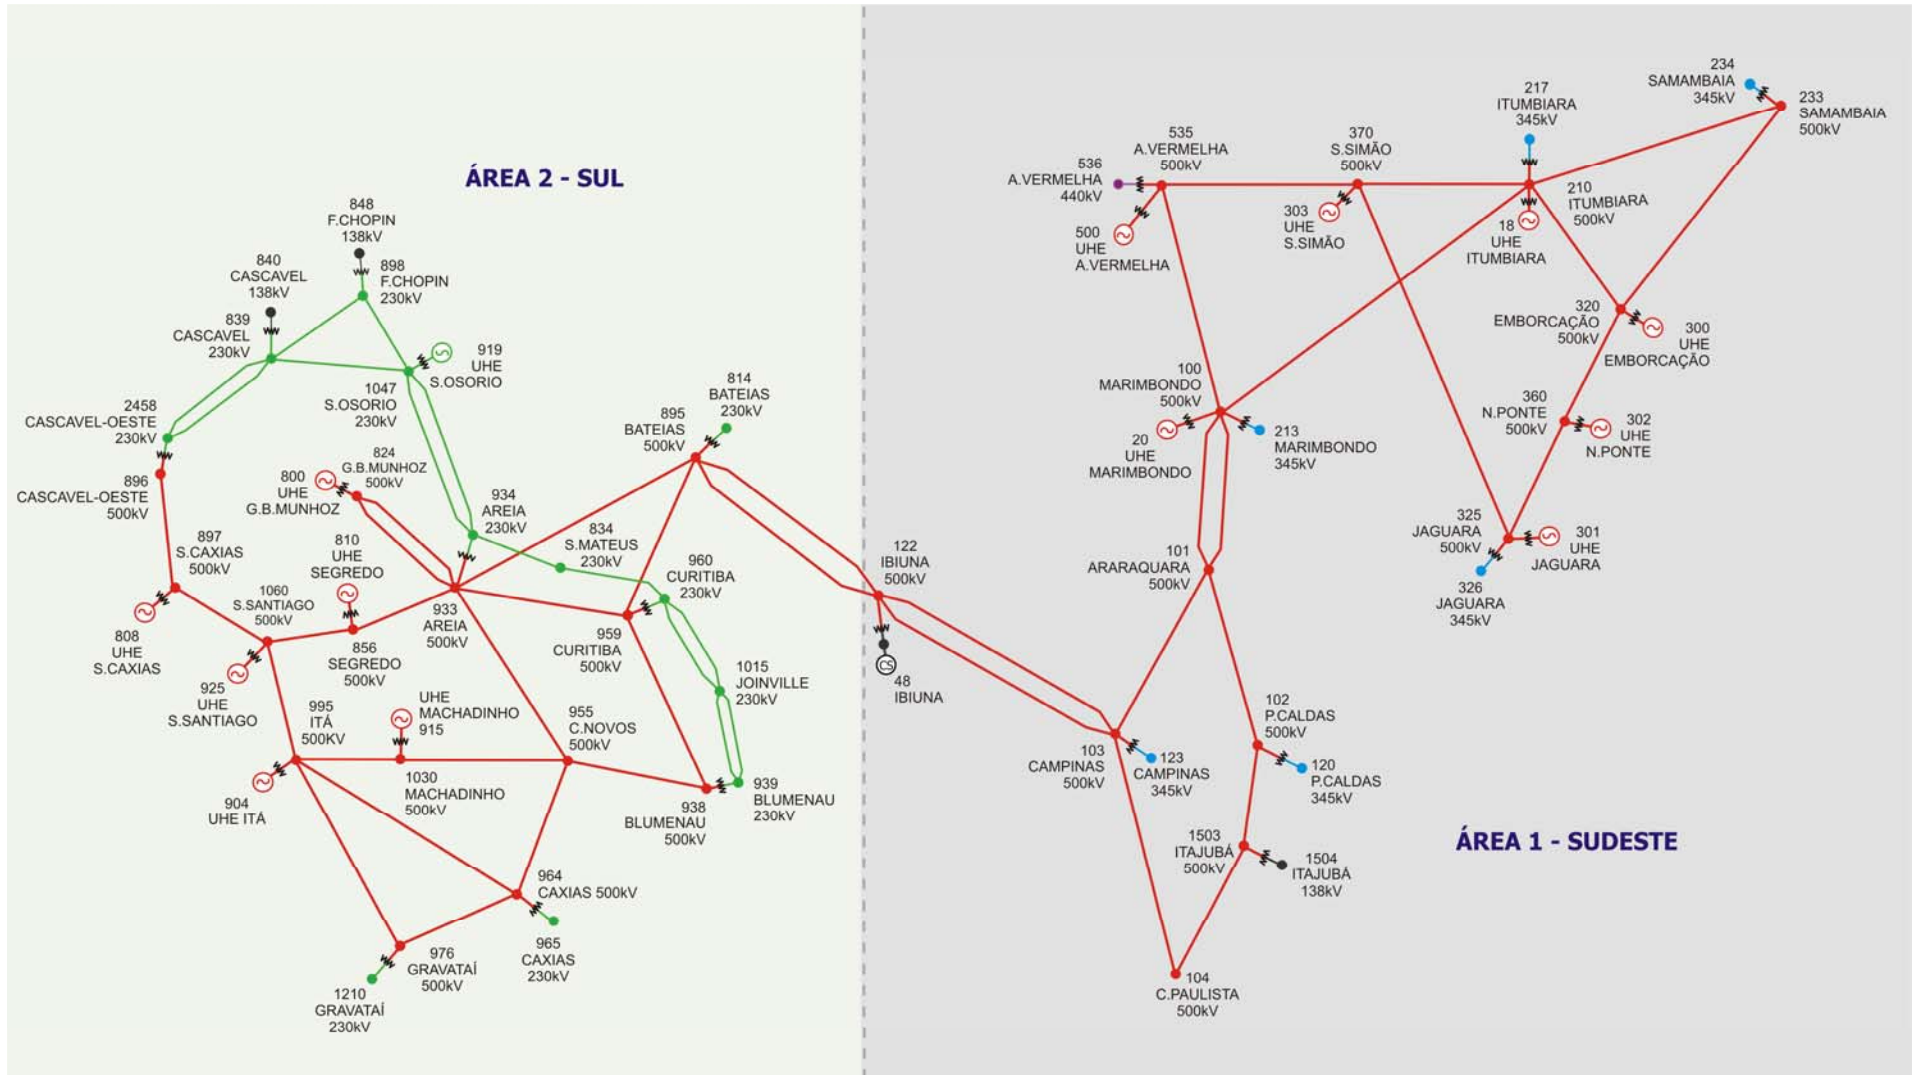 ÁREA 2 - SUL
848
F.CHOPIN
138kV
840
CASCAVEL
138kV
898
F.CHOPIN
230kV
839
CASCAVEL
230kV
919
UHE
S.OSORIO
1047
S.OSORIO
230kV
2458
CASCAVEL-OESTE
230kV
896
CASCAVEL-OESTE
500kV
824
G.B.MUNHOZ
500kV
800
UHE
G.B.MUNHOZ
934
AREIA
230kV
834
S.MATEUS
230kV
895
BATEIAS
500kV
814
BATEIAS
230kV
960
CURITIBA
230kV
897
S.CAXIAS
500kV
810
UHE
SEGREDO
1060
S.SANTIAGO
500kV
808
UHE
S.CAXIAS
856
SEGREDO
500kV
933
AREIA
500kV
959
CURITIBA
500kV
1015
JOINVILLE
230kV
925
UHE
S.SANTIAGO
995
ITÁ
500KV
UHE
MACHADINHO
915
955
C.NOVOS
500kV
904
UHE ITÁ
1030
MACHADINHO
500kV
938
BLUMENAU
500kV
939
BLUMENAU
230kV
964
CAXIAS 500kV
965
CAXIAS
230kV
976
GRAVATAÍ
500kV
1210
GRAVATAÍ
230kV
122
IBIUNA
500kV
CS
48
IBIUNA
535
A.VERMELHA
500kV
536
A.VERMELHA
440kV
500
UHE
A.VERMELHA
370
S.SIMÃO
500kV
303
UHE
S.SIMÃO
217
ITUMBIARA
345kV
210
ITUMBIARA
500kV
18
UHE
ITUMBIARA
234
SAMAMBAIA
345kV
233
SAMAMBAIA
500kV
320
EMBORCAÇÃO
500kV
300
UHE
EMBORCAÇÃO
100
MARIMBONDO
500kV
20
UHE
MARIMBONDO
213
MARIMBONDO
345kV
360
N.PONTE
500kV
302
UHE
N.PONTE
325
JAGUARA
500kV
301
UHE
JAGUARA
326
JAGUARA
345kV
101
ARARAQUARA
500kV
102
P.CALDAS
500kV
120
P.CALDAS
345kV
103
CAMPINAS
500kV
123
CAMPINAS
345kV
1503
ITAJUBÁ
500kV
1504
ITAJUBÁ
138kV
104
C.PAULISTA
500kV
ÁREA 1 - SUDESTE